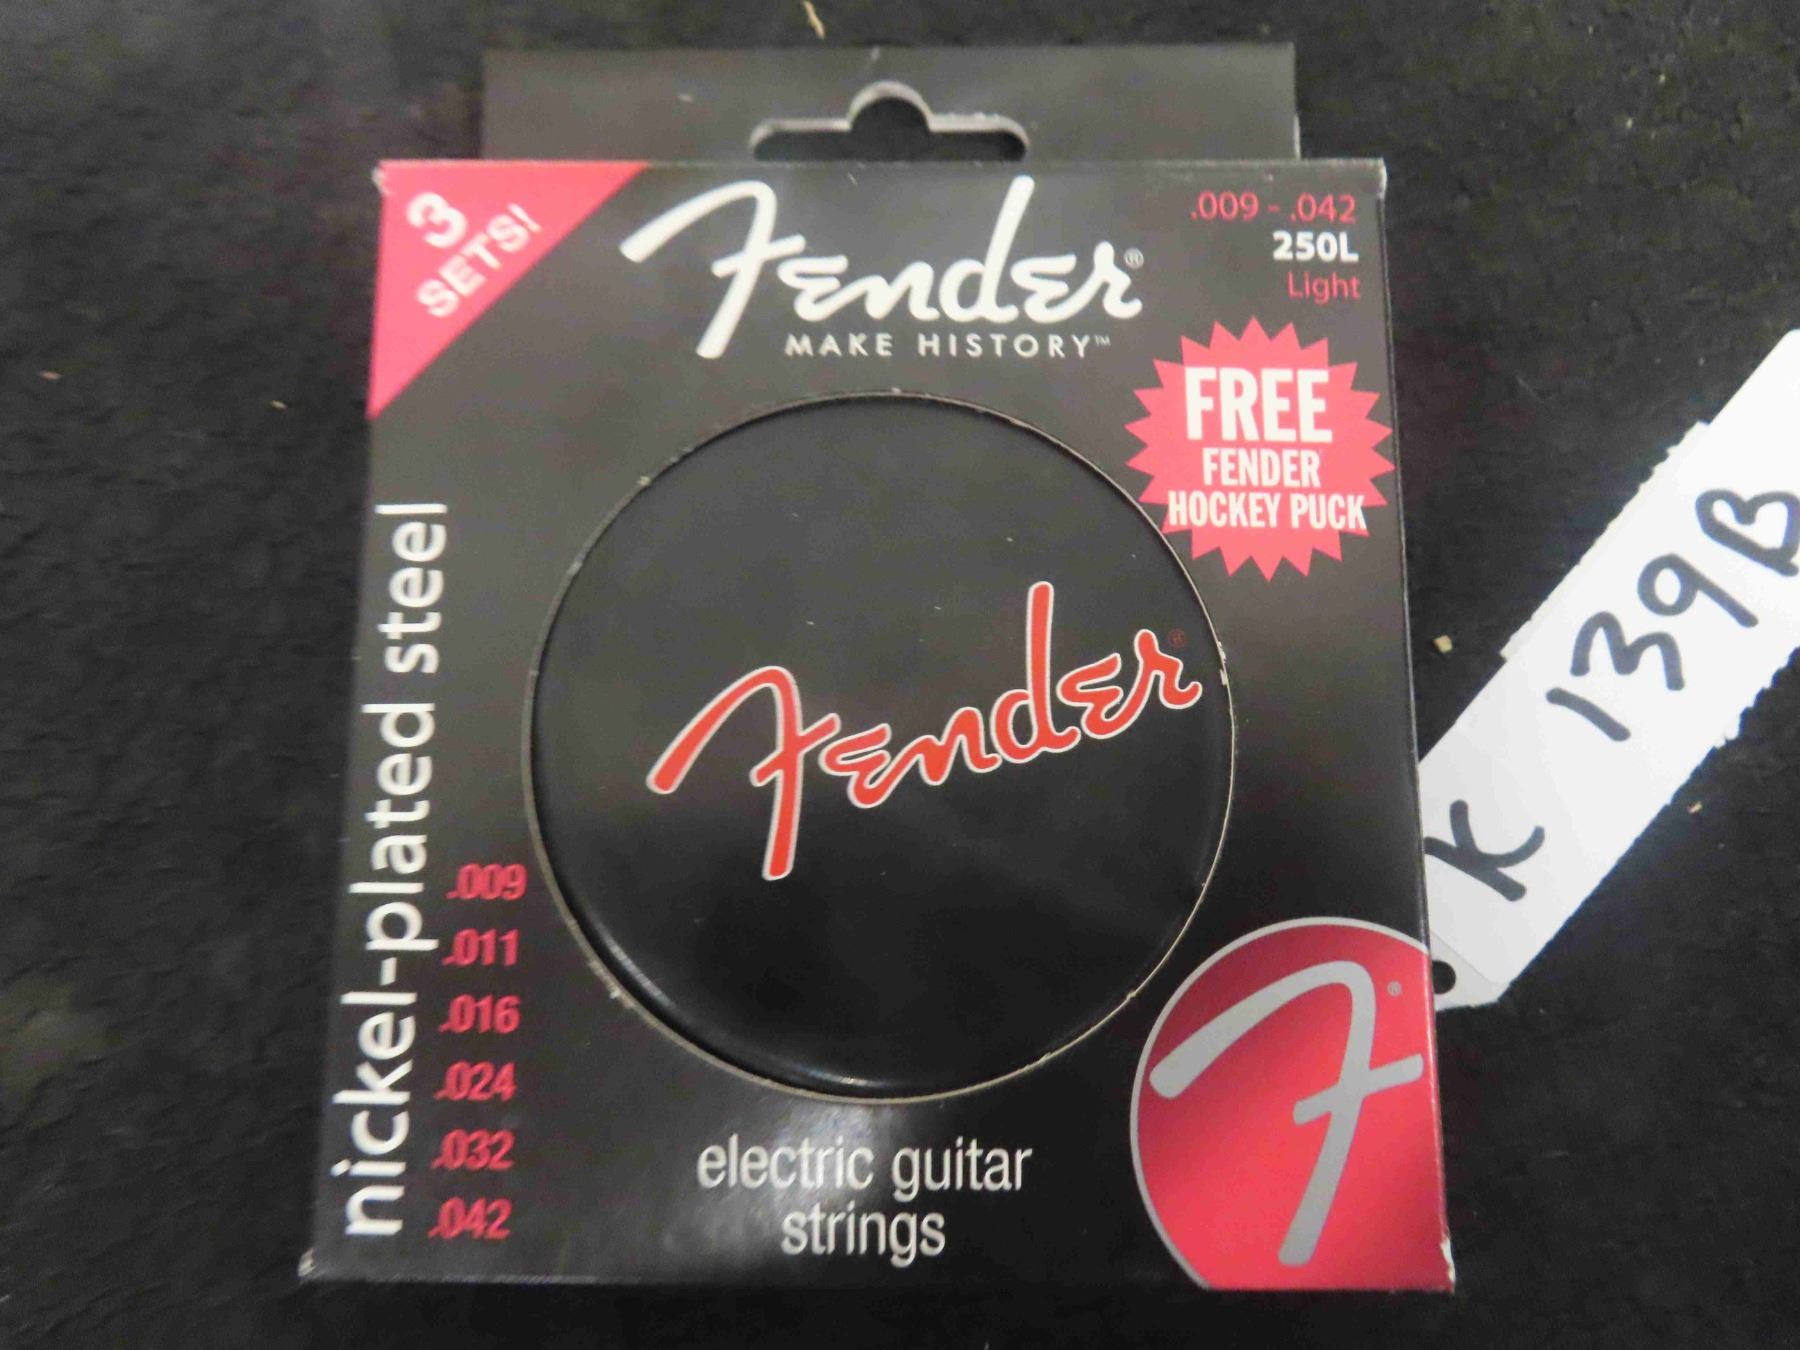 3
SETS!
Fender®
MAKE HISTORY™
.009 - .042
250L
Light
FREE
FENDER
HOCKEY PUCK
Fender®
nickel-plated steel
.009
.011
.016
.024
.032
.042
electric guitar
strings
F®
K 139B